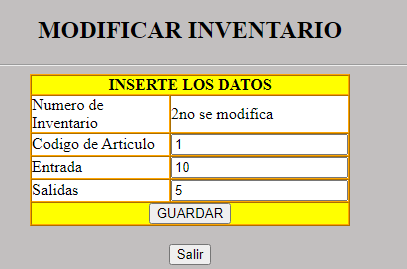 MODIFICAR INVENTARIO
INSERTE LOS DATOS
Numero de
Inventario
2no se modifica
Codigo de Articulo
1
Entrada
10
Salidas
5
GUARDAR
Salir